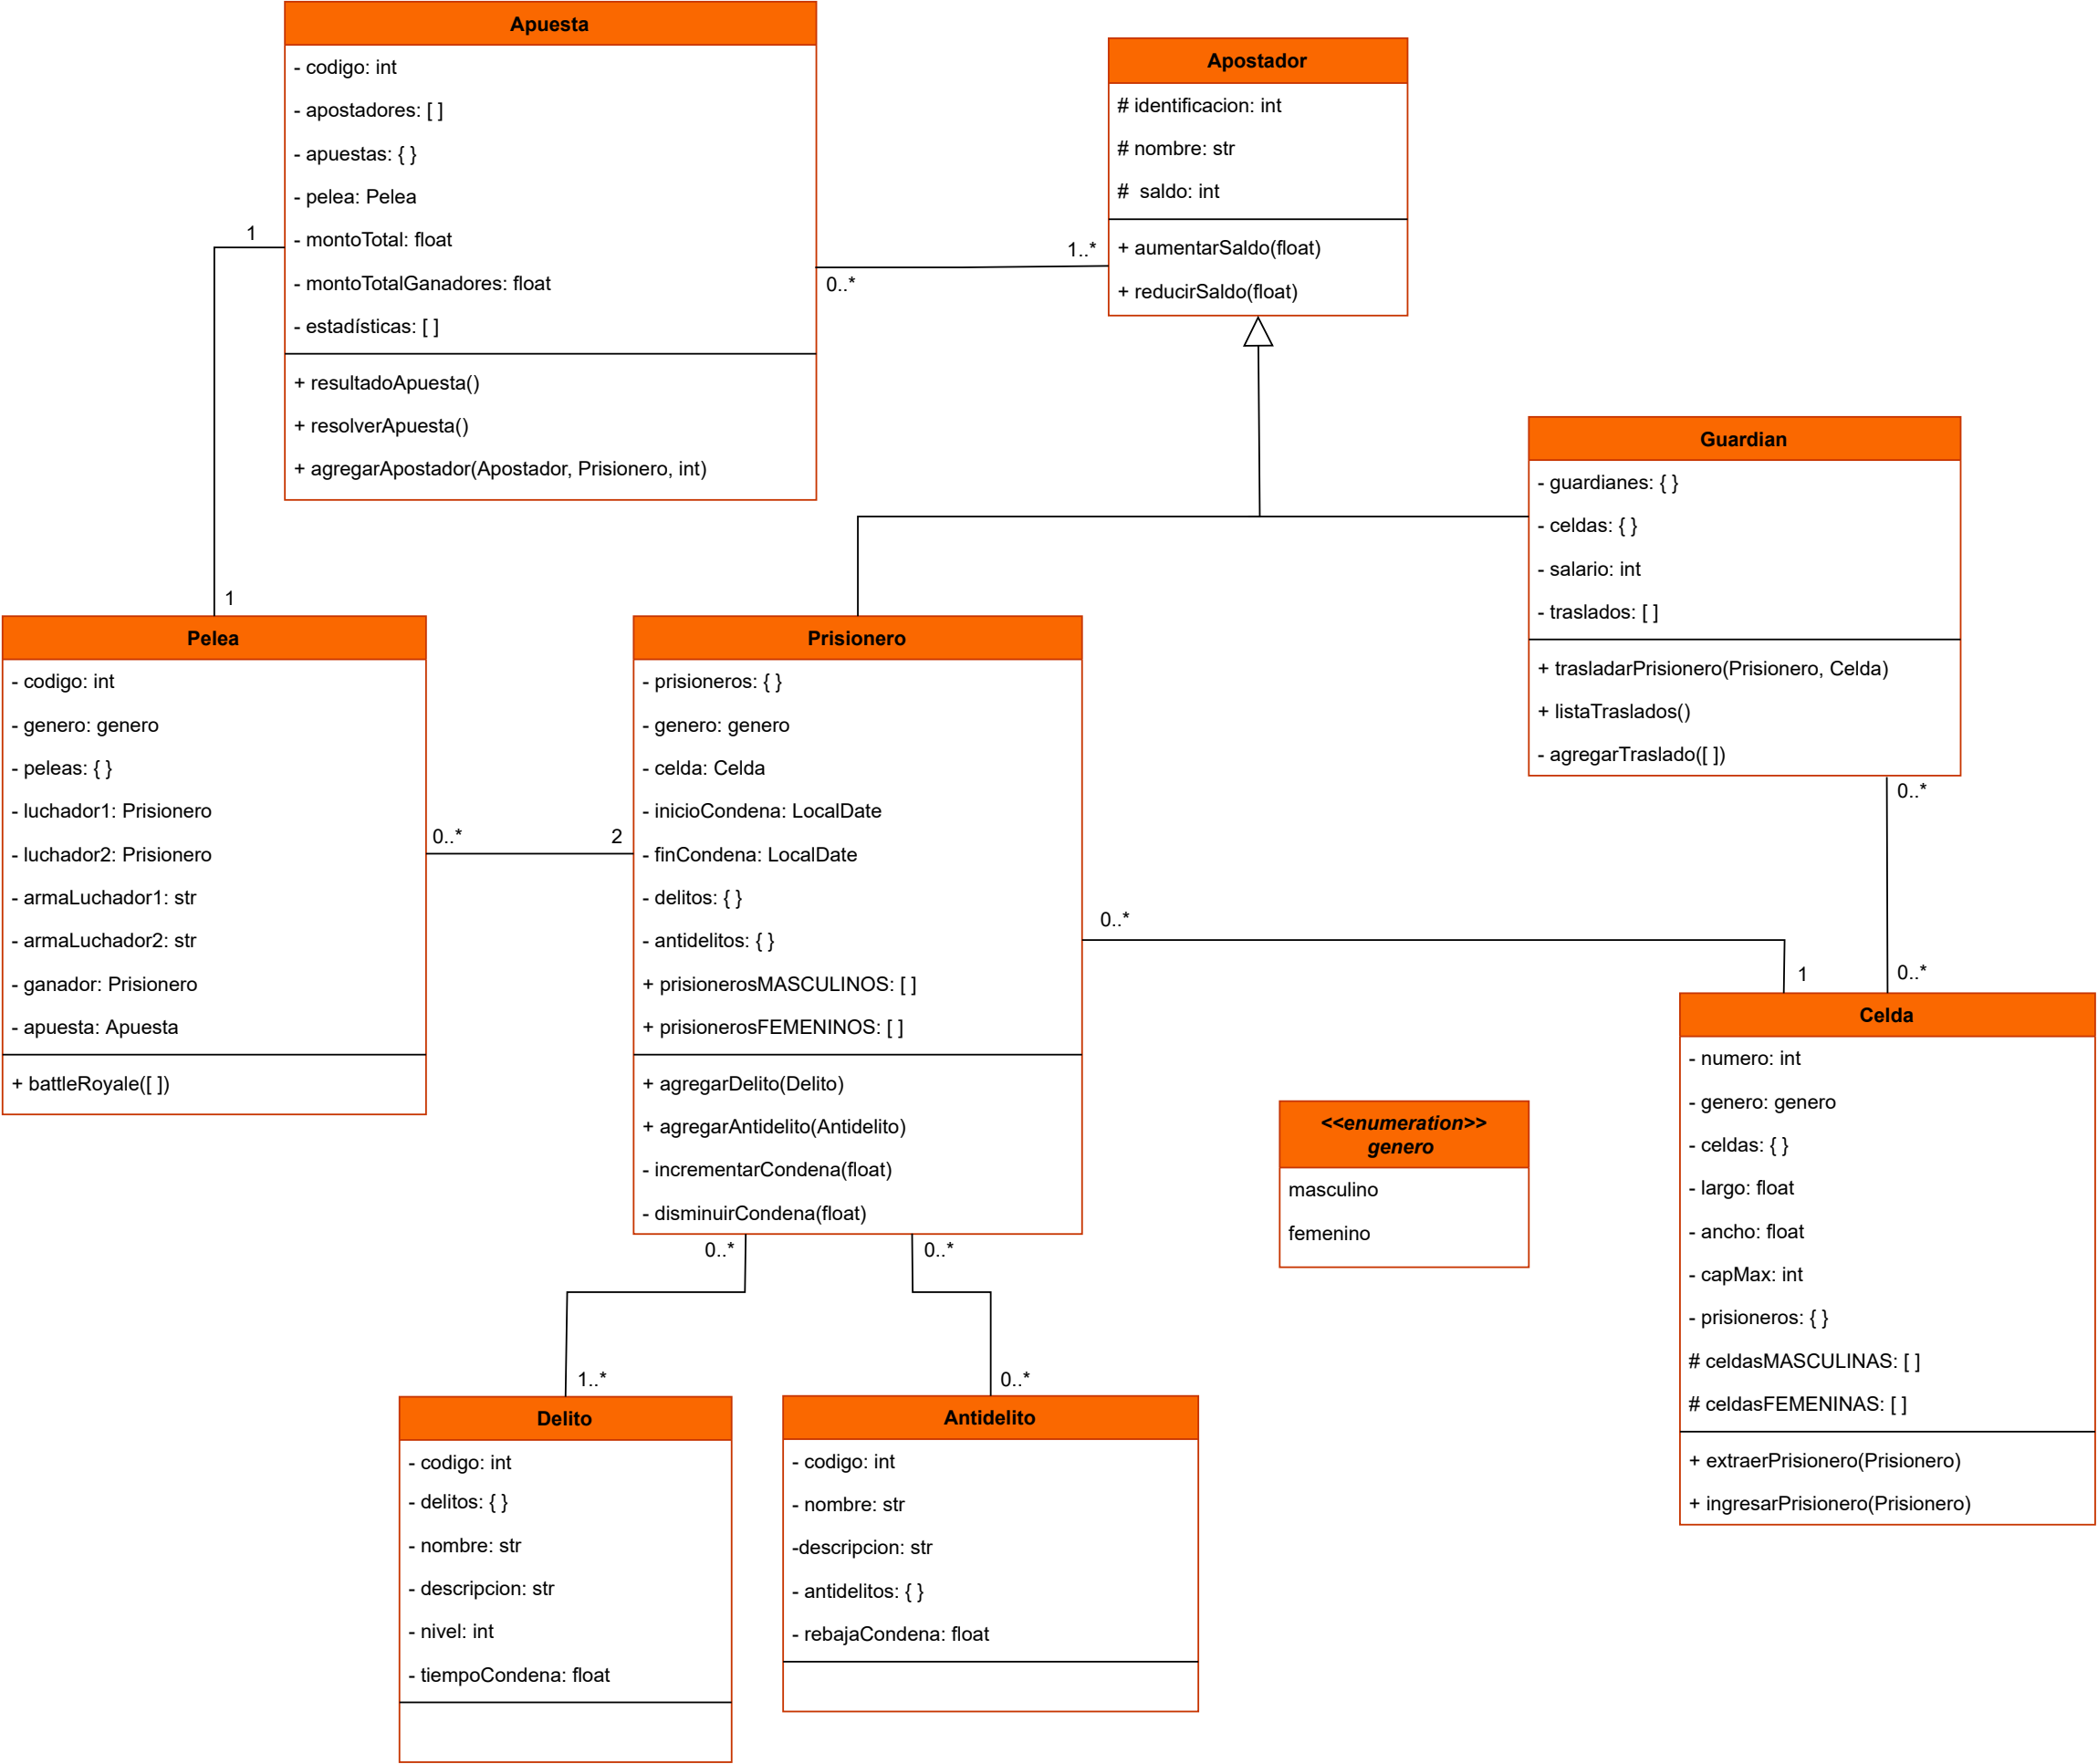 Apuesta
- codigo: int
- apostadores: [ ]
- apuestas: { }
- pelea: Pelea
- montoTotal: float
- montoTotalGanadores: float
- estadísticas: [ ]
+ resultadoApuesta()
+ resolverApuesta()
+ agregarApostador(Apostador, Prisionero, int)
Apostador
# identificacion: int
# nombre: str
#  saldo: int
+ aumentarSaldo(float)
+ reducirSaldo(float)
1
1..*
0..*
1
Guardian
- guardianes: { }
- celdas: { }
- salario: int
- traslados: [ ]
+ trasladarPrisionero(Prisionero, Celda)
+ listaTraslados()
- agregarTraslado([ ])
Pelea
- codigo: int
- genero: genero
- peleas: { }
- luchador1: Prisionero
- luchador2: Prisionero
- armaLuchador1: str
- armaLuchador2: str
- ganador: Prisionero
- apuesta: Apuesta
+ battleRoyale([ ])
0..*
2
Prisionero
- prisioneros: { }
- genero: genero
- celda: Celda
- inicioCondena: LocalDate
- finCondena: LocalDate
- delitos: { }
- antidelitos: { }
+ prisionerosMASCULINOS: [ ]
+ prisionerosFEMENINOS: [ ]
+ agregarDelito(Delito)
+ agregarAntidelito(Antidelito)
- incrementarCondena(float)
- disminuirCondena(float)
0..*
0..*
1
0..*
Celda
- numero: int
- genero: genero
- celdas: { }
- largo: float
- ancho: float
- capMax: int
- prisioneros: { }
# celdasMASCULINAS: [ ]
# celdasFEMENINAS: [ ]
+ extraerPrisionero(Prisionero)
+ ingresarPrisionero(Prisionero)
<<enumeration>>
genero
masculino
femenino
0..*
0..*
1..*
0..*
Delito
- codigo: int
- delitos: { }
- nombre: str
- descripcion: str
- nivel: int
- tiempoCondena: float
Antidelito
- codigo: int
- nombre: str
-descripcion: str
- antidelitos: { }
- rebajaCondena: float